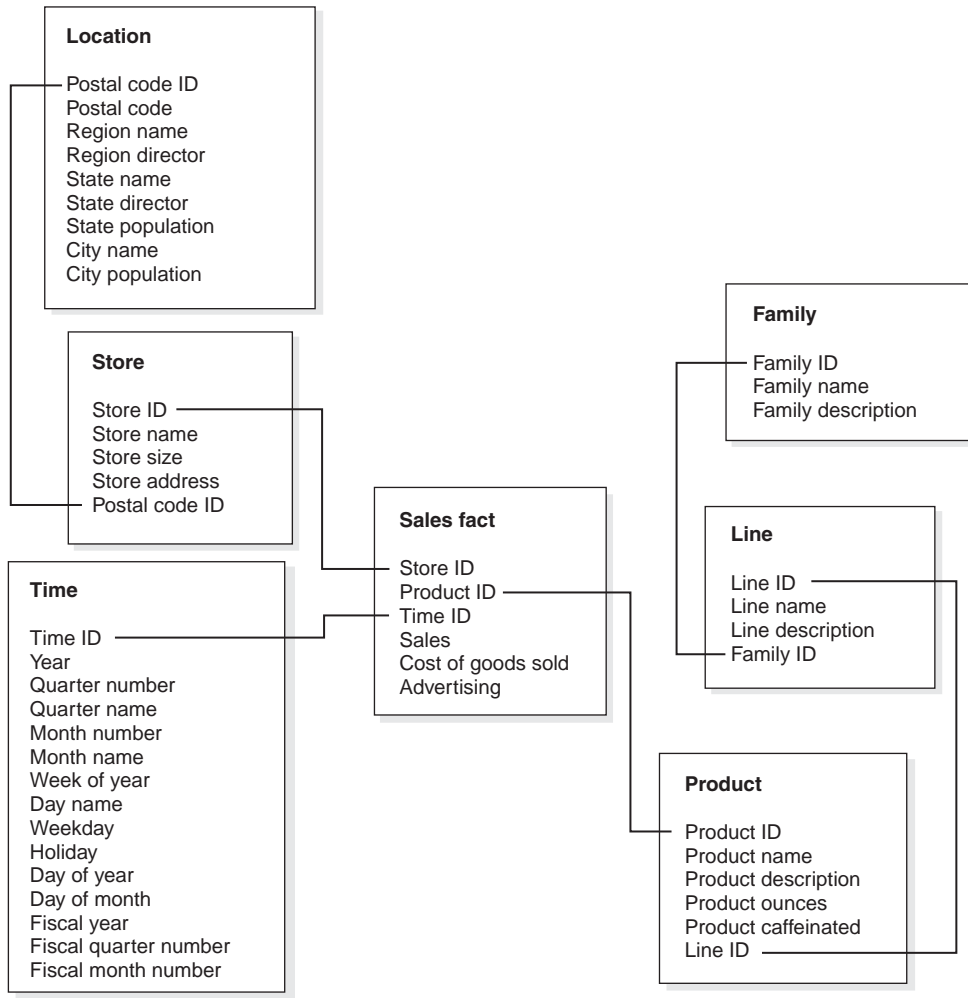 Location
Postal code ID
Postal code
Region name
Region director
State name
State director
State population
City name
City population
Store
Store ID
Store name
Store size
Store address
Postal code ID
Time
Time ID
Year
Quarter number
Quarter name
Month number
Month name
Week of year
Day name
Weekday
Holiday
Day of year
Day of month
Fiscal year
Fiscal quarter number
Fiscal month number
Sales fact
Store ID
Product ID
Time ID
Sales
Cost of goods sold
Advertising
Family
Family ID
Family name
Family description
Line
Line ID
Line name
Line description
Family ID
Product
Product ID
Product name
Product description
Product ounces
Product caffeinated
Line ID